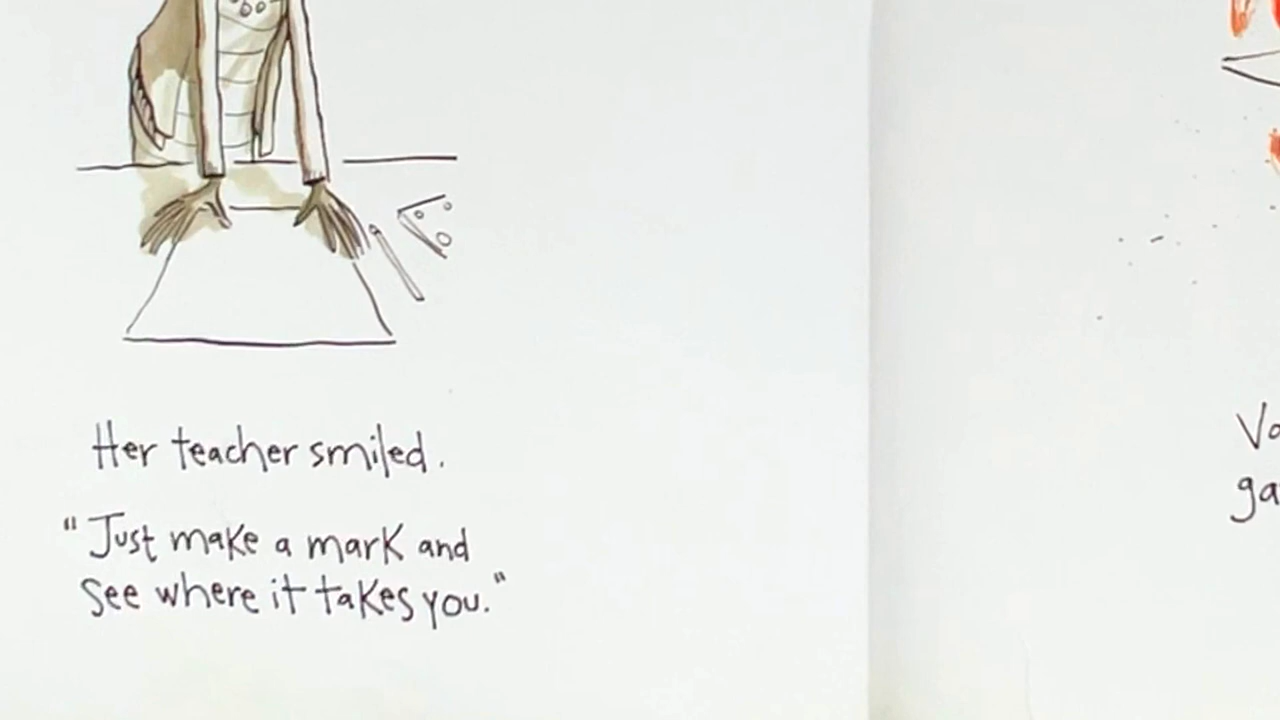 Her teacher smiled.
"Just make a mark and
see where it takes you."